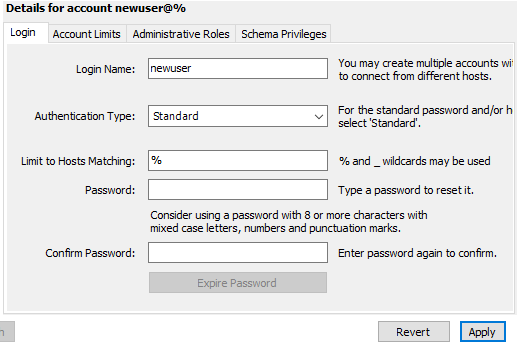 Details for account newuser@%
Login Account Limits Administrative Roles Schema Privileges
Login Name: newuser You may create multiple accounts
to connect from different hosts.
Authentication Type: Standard For the standard password and/or
select 'Standard'.
Limit to Hosts Matching: % % and _ wildcards may be used
Password: Type a password to reset it.
Consider using a password with 8 or more characters with
mixed case letters, numbers and punctuation marks.
Confirm Password: Enter password again to confirm.
Expire Password
Revert Apply